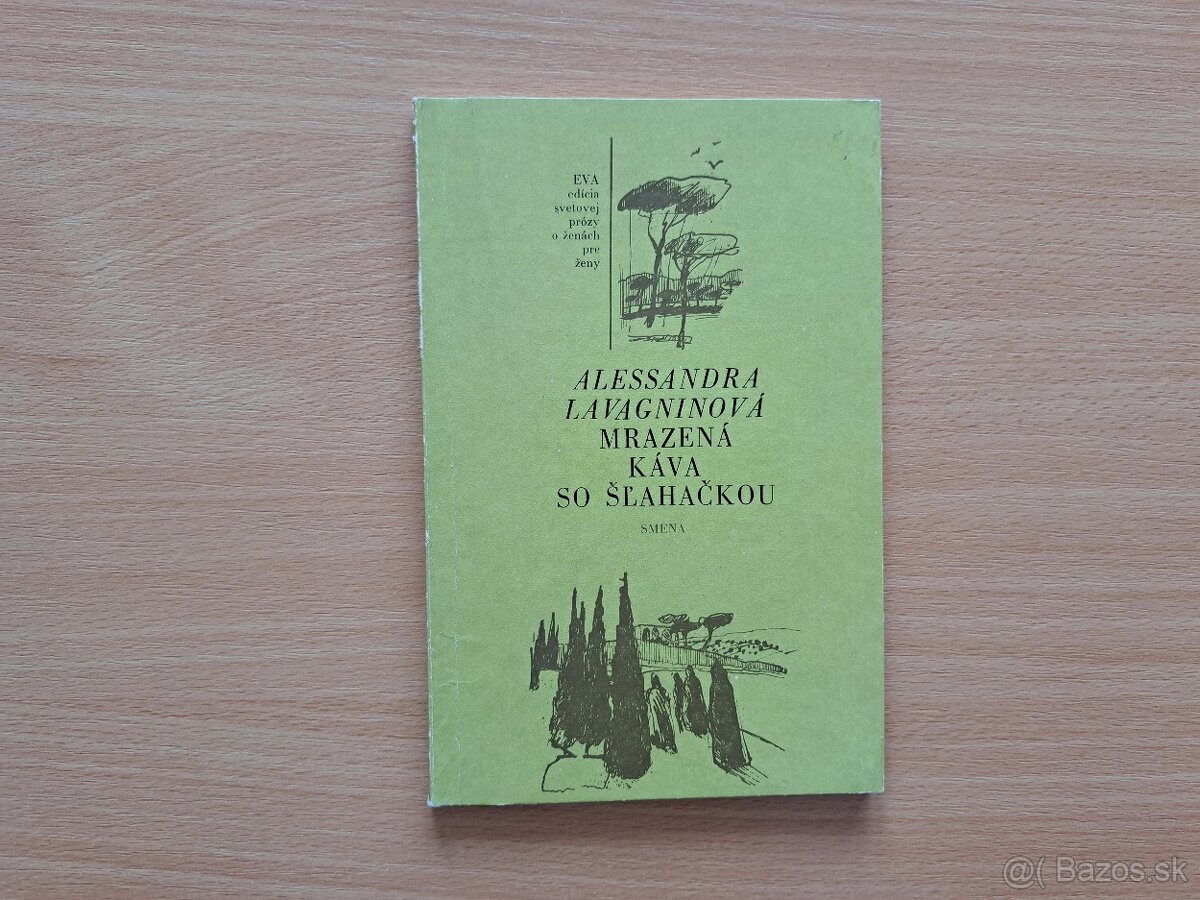 EVA
edícia
svetovej
prózy
o ženách
pre
ženy
ALESSANDRA
LAVAGNINOVÁ
MRAZENÁ
KÁVA
SO ŠĽAHAČKOU
SMENA
@( Bazos.sk